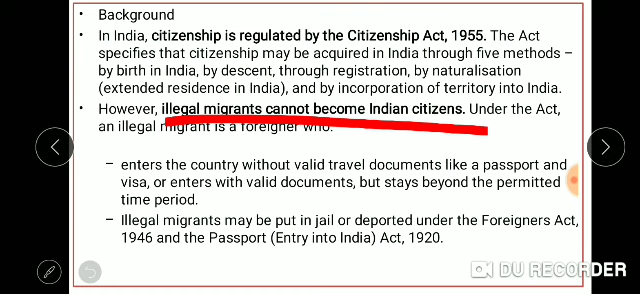 Background
In India, citizenship is regulated by the Citizenship Act, 1955. The Act
specifies that citizenship may be acquired in India through five methods –
by birth in India, by descent, through registration, by naturalisation
(extended residence in India), and by incorporation of territory into India.
However, illegal migrants cannot become Indian citizens. Under the Act,
an illegal migrant is a foreigner who:
– enters the country without valid travel documents like a passport and
visa, or enters with valid documents, but stays beyond the permitted
time period.
– Illegal migrants may be put in jail or deported under the Foreigners Act,
1946 and the Passport (Entry into India) Act, 1920.
DU RECORDER